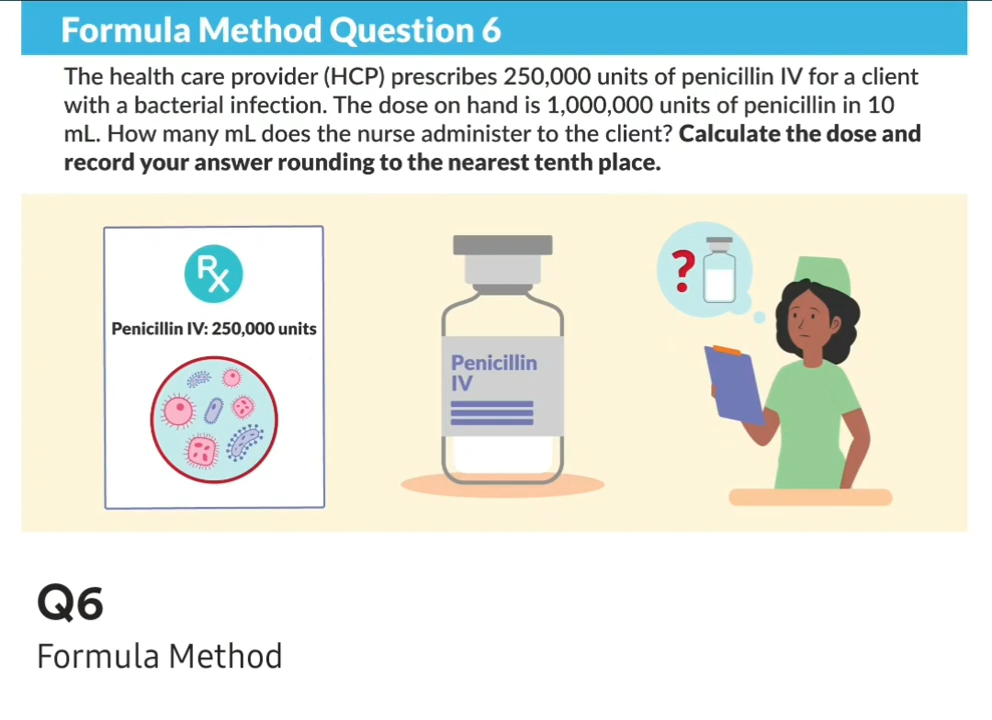 Formula Method Question 6
The health care provider (HCP) prescribes 250,000 units of penicillin IV for a client
with a bacterial infection. The dose on hand is 1,000,000 units of penicillin in 10
mL. How many mL does the nurse administer to the client? Calculate the dose and
record your answer rounding to the nearest tenth place.
Rx
Penicillin IV: 250,000 units
Penicillin
IV
?
Q6
Formula Method